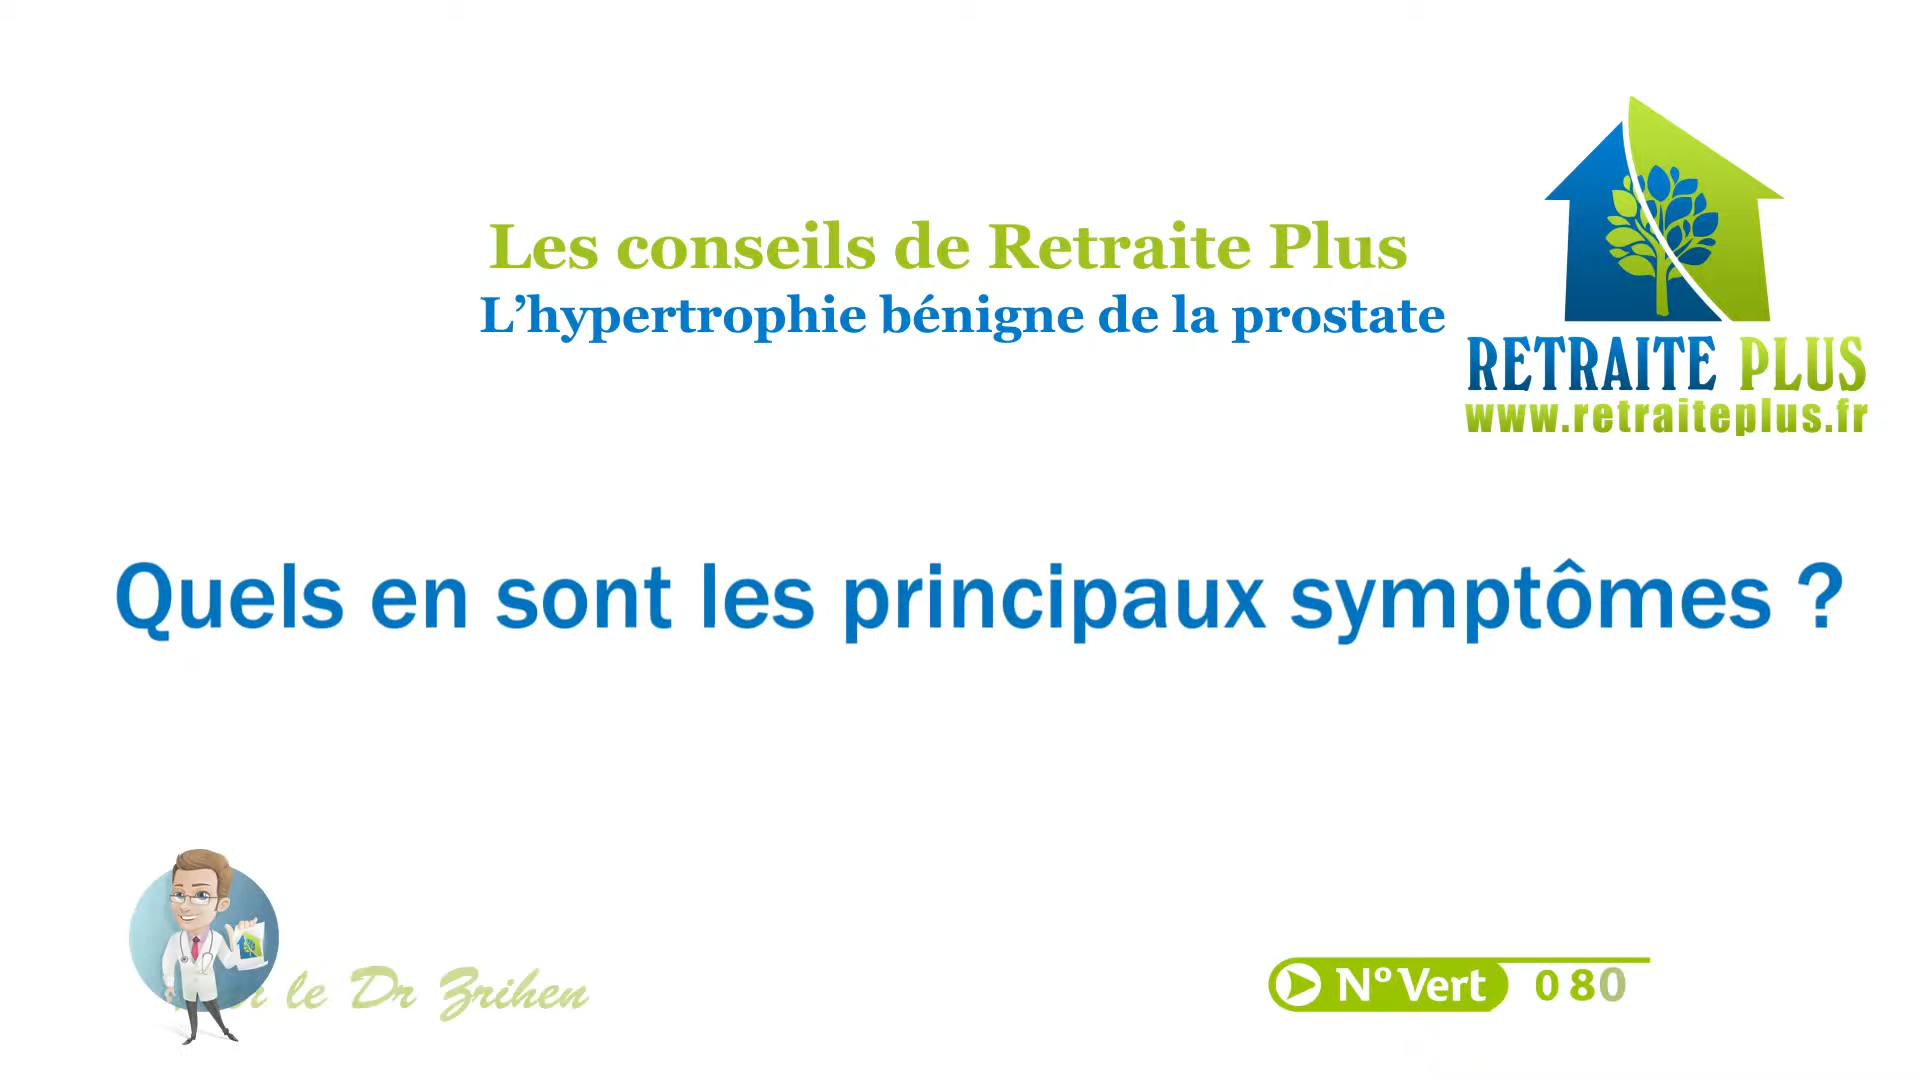 Les conseils de Retraite Plus
L’hypertrophie bénigne de la prostate
RETRAITE PLUS
www.retraiteplus.fr
Quels en sont les principaux symptômes ?
le Dr Zrihen
N° Vert 080